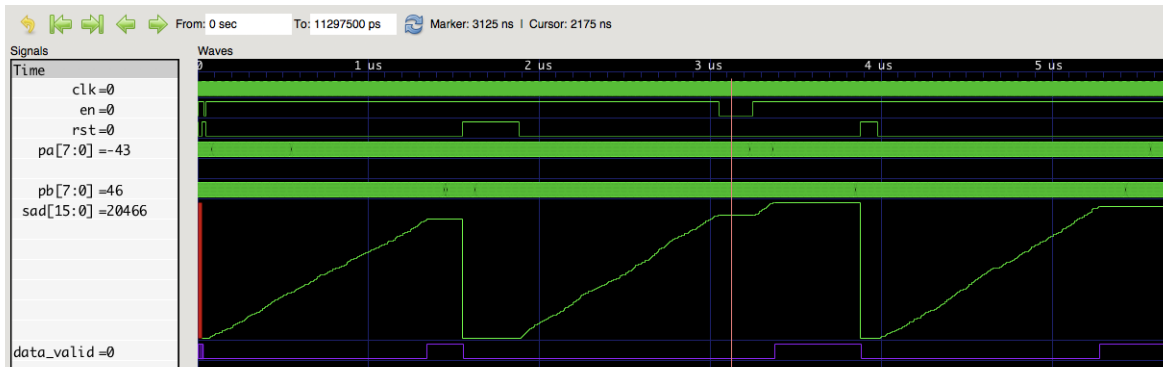 From: 0 sec To: 11297500 ps Marker: 3125 ns | Cursor: 2175 ns
Signals Waves
Time 0 1 us 2 us 3 us 4 us 5 us
clk=0
en=0
rst=0
pa[7:0] =-43
pb[7:0] =46
sad[15:0] =20466
data_valid =0